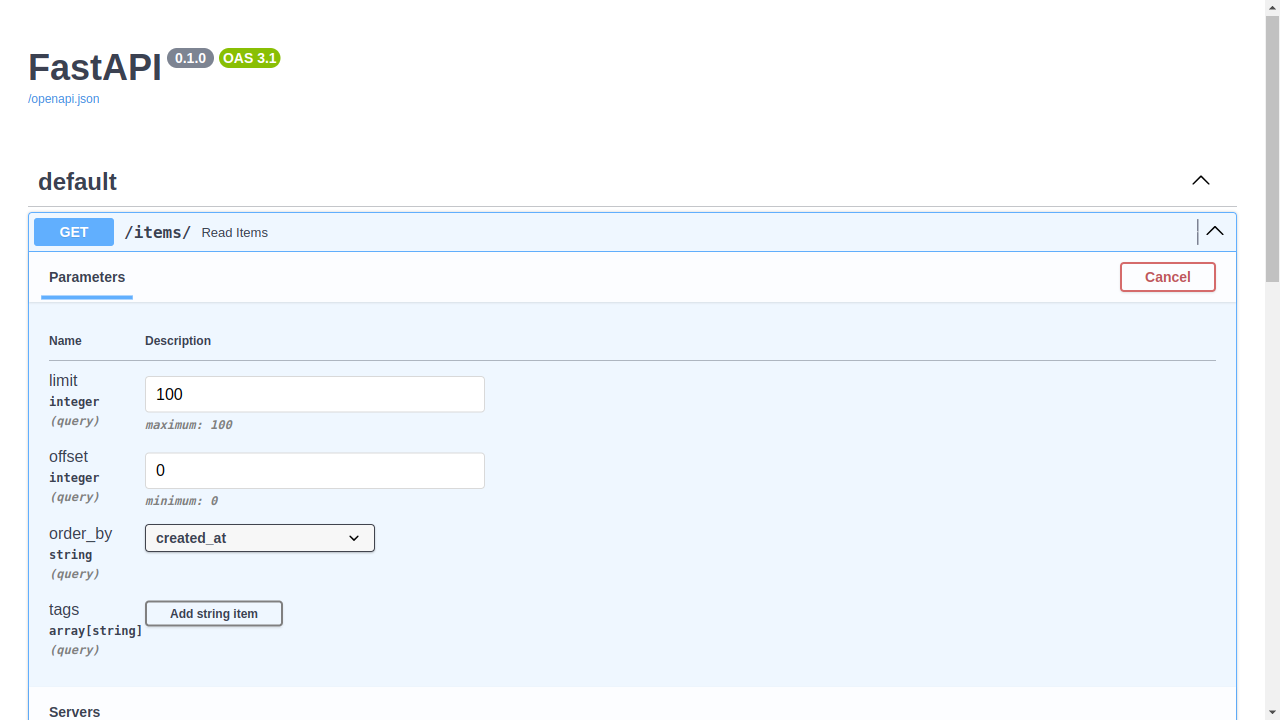 FastAPI 0.1.0 OAS 3.1
/openapi.json
default
GET /items/ Read Items
Parameters Cancel
Name Description
limit
integer
(query)
100
maximum: 100
offset
integer
(query)
0
minimum: 0
order_by
string
(query)
created_at
tags
array[string]
(query)
Add string item
Servers